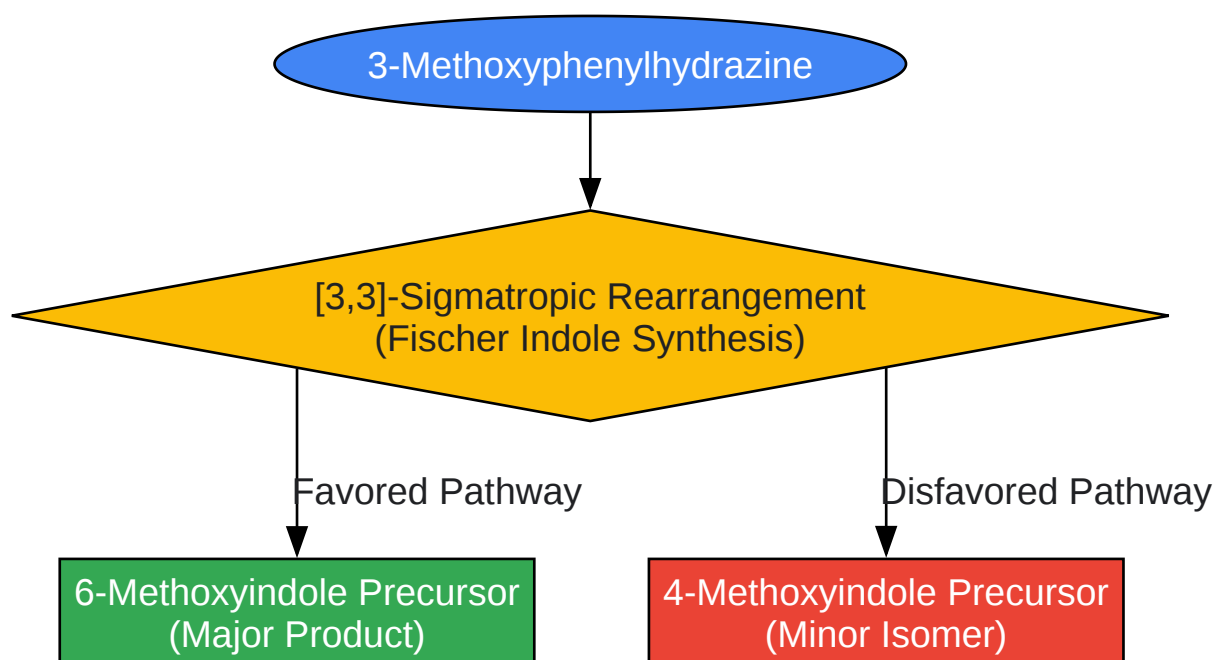 3-Methoxyphenylhydrazine
[3,3]-Sigmatropic Rearrangement
(Fischer Indole Synthesis)
Favored Pathway
Disfavored Pathway
6-Methoxyindole Precursor
(Major Product)
4-Methoxyindole Precursor
(Minor Isomer)